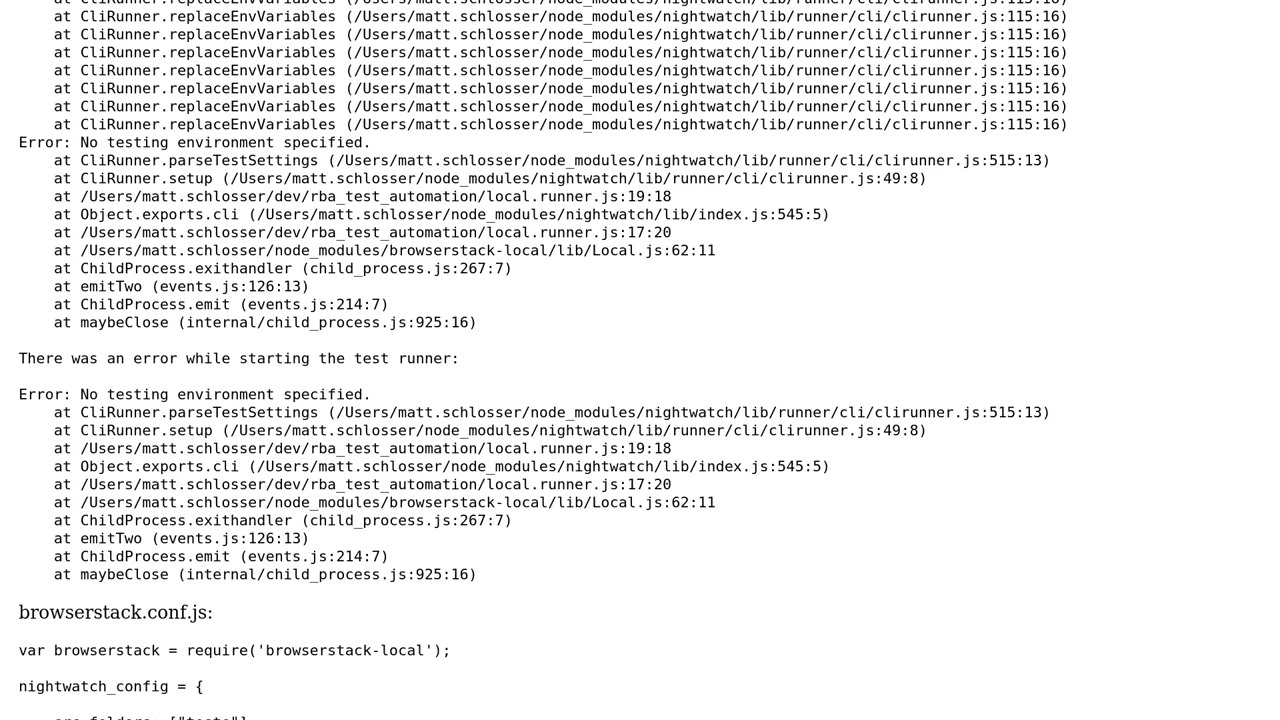 at CliRunner.replaceEnvVariables (/Users/matt.schlosser/node_modules/nightwatch/lib/runner/cli/clirunner.js:115:16)
at CliRunner.replaceEnvVariables (/Users/matt.schlosser/node_modules/nightwatch/lib/runner/cli/clirunner.js:115:16)
at CliRunner.replaceEnvVariables (/Users/matt.schlosser/node_modules/nightwatch/lib/runner/cli/clirunner.js:115:16)
at CliRunner.replaceEnvVariables (/Users/matt.schlosser/node_modules/nightwatch/lib/runner/cli/clirunner.js:115:16)
at CliRunner.replaceEnvVariables (/Users/matt.schlosser/node_modules/nightwatch/lib/runner/cli/clirunner.js:115:16)
at CliRunner.replaceEnvVariables (/Users/matt.schlosser/node_modules/nightwatch/lib/runner/cli/clirunner.js:115:16)
at CliRunner.replaceEnvVariables (/Users/matt.schlosser/node_modules/nightwatch/lib/runner/cli/clirunner.js:115:16)
at CliRunner.replaceEnvVariables (/Users/matt.schlosser/node_modules/nightwatch/lib/runner/cli/clirunner.js:115:16)
Error: No testing environment specified.
at CliRunner.parseTestSettings (/Users/matt.schlosser/node_modules/nightwatch/lib/runner/cli/clirunner.js:515:13)
at CliRunner.setup (/Users/matt.schlosser/node_modules/nightwatch/lib/runner/cli/clirunner.js:49:8)
at /Users/matt.schlosser/dev/rba_test_automation/local.runner.js:19:18
at Object.exports.cli (/Users/matt.schlosser/node_modules/nightwatch/lib/index.js:545:5)
at /Users/matt.schlosser/dev/rba_test_automation/local.runner.js:17:20
at /Users/matt.schlosser/node_modules/browserstack-local/lib/Local.js:62:11
at ChildProcess.exithandler (child_process.js:267:7)
at emitTwo (events.js:126:13)
at ChildProcess.emit (events.js:214:7)
at maybeClose (internal/child_process.js:925:16)
There was an error while starting the test runner:
Error: No testing environment specified.
at CliRunner.parseTestSettings (/Users/matt.schlosser/node_modules/nightwatch/lib/runner/cli/clirunner.js:515:13)
at CliRunner.setup (/Users/matt.schlosser/node_modules/nightwatch/lib/runner/cli/clirunner.js:49:8)
at /Users/matt.schlosser/dev/rba_test_automation/local.runner.js:19:18
at Object.exports.cli (/Users/matt.schlosser/node_modules/nightwatch/lib/index.js:545:5)
at /Users/matt.schlosser/dev/rba_test_automation/local.runner.js:17:20
at /Users/matt.schlosser/node_modules/browserstack-local/lib/Local.js:62:11
at ChildProcess.exithandler (child_process.js:267:7)
at emitTwo (events.js:126:13)
at ChildProcess.emit (events.js:214:7)
at maybeClose (internal/child_process.js:925:16)
browserstack.conf.js:
var browserstack = require('browserstack-local');
nightwatch_config = {